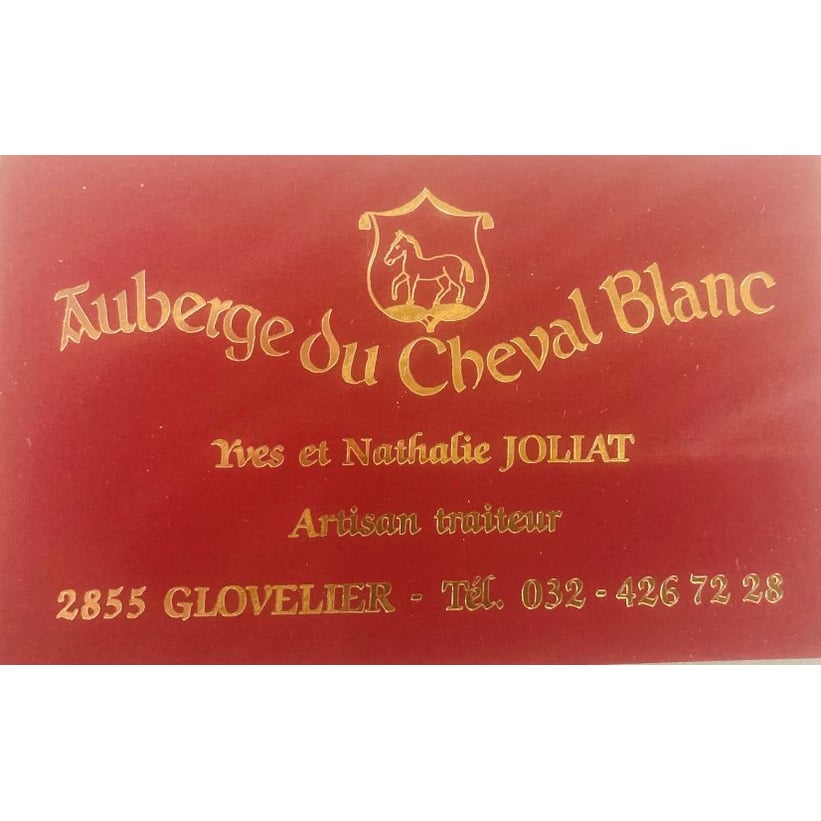 Auberge du Cheval Blanc
Yves et Nathalie JOLIAT
Artisan traiteur
2855 GLOVELIER - Tél. 032 - 426 72 28